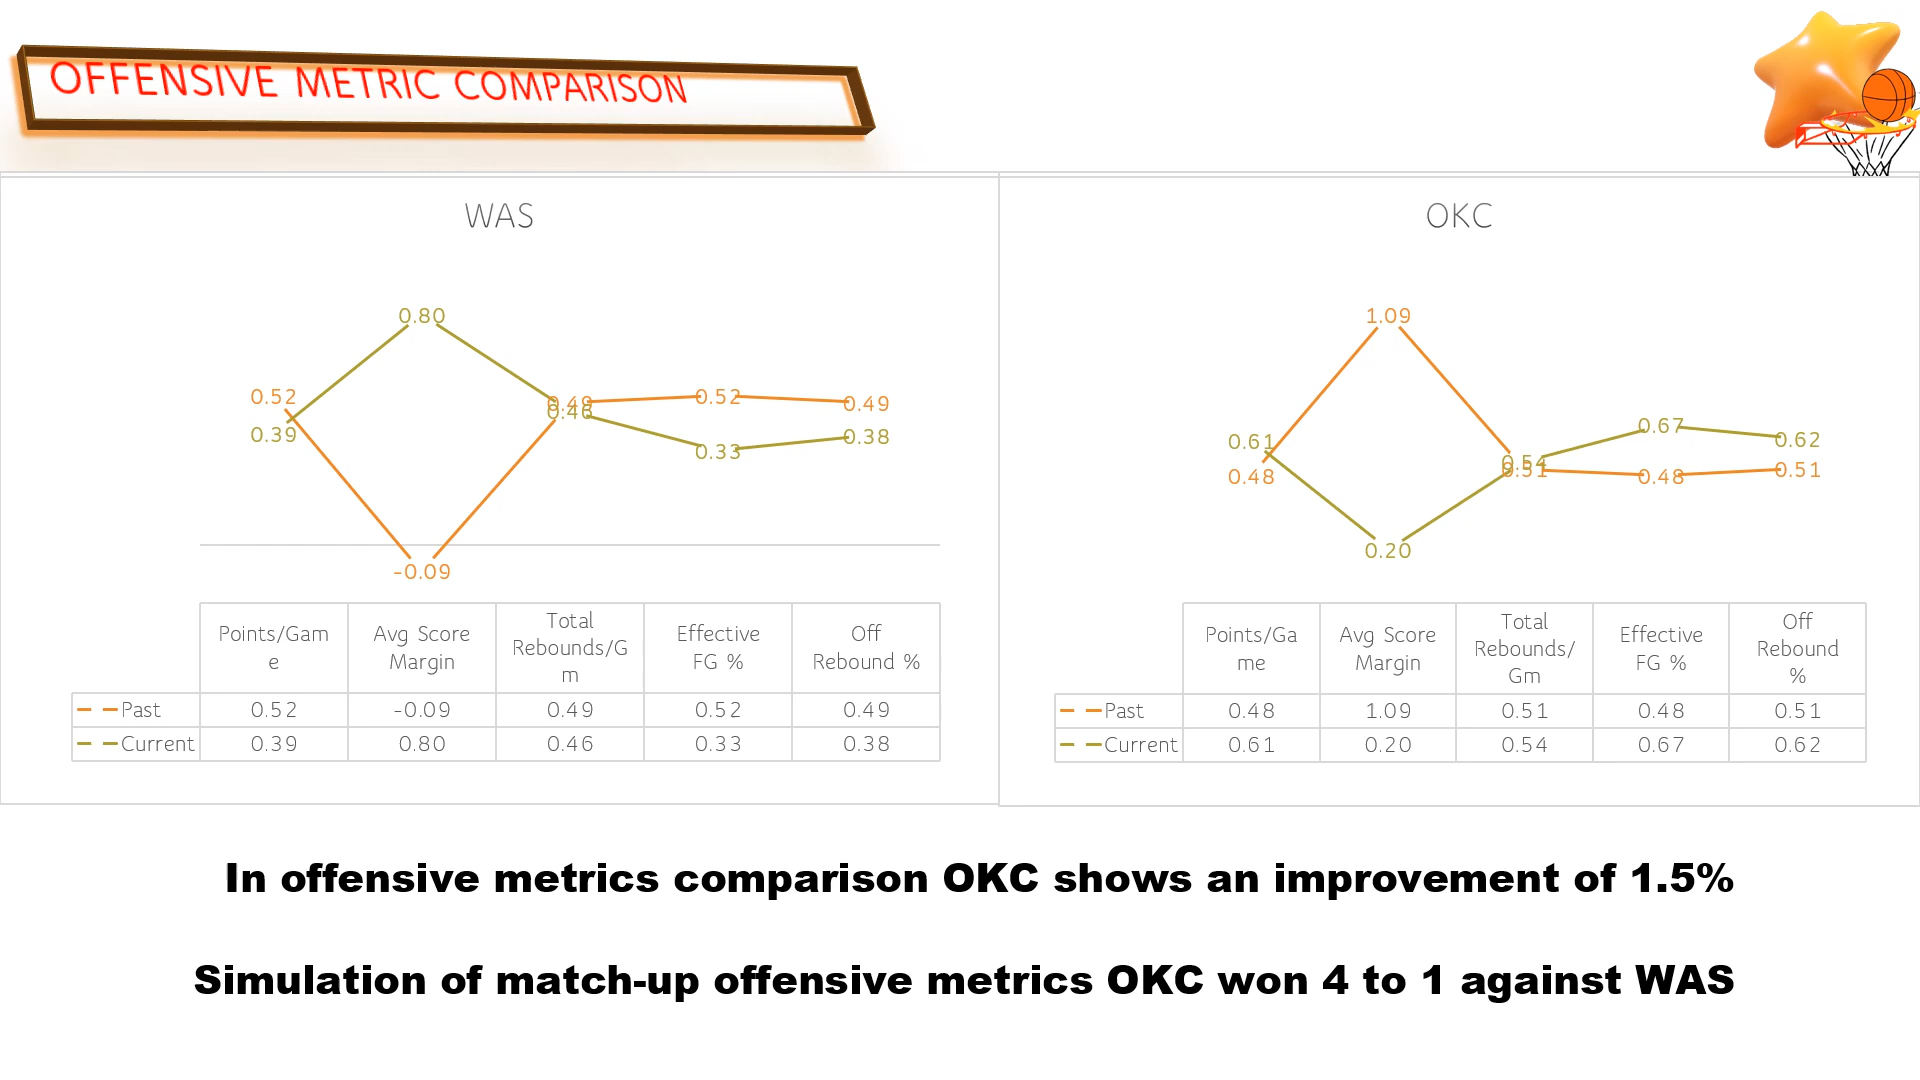 OFFENSIVE METRIC COMPARISON
WAS
0.80
0.52
0.39
0.49
0.46
0.52
0.33
0.49
0.38
-0.09
Points/Gam
e
Avg Score
Margin
Total
Rebounds/G
m
Effective
FG %
Off
Rebound %
Past 0.52 -0.09 0.49 0.52 0.49
Current 0.39 0.80 0.46 0.33 0.38
OKC
1.09
0.61
0.48
0.54
0.51
0.67
0.48
0.62
0.51
0.20
Points/Ga
me
Avg Score
Margin
Total
Rebounds/
Gm
Effective
FG %
Off
Rebound
%
Past 0.48 1.09 0.51 0.48 0.51
Current 0.61 0.20 0.54 0.67 0.62
In offensive metrics comparison OKC shows an improvement of 1.5%
Simulation of match-up offensive metrics OKC won 4 to 1 against WAS